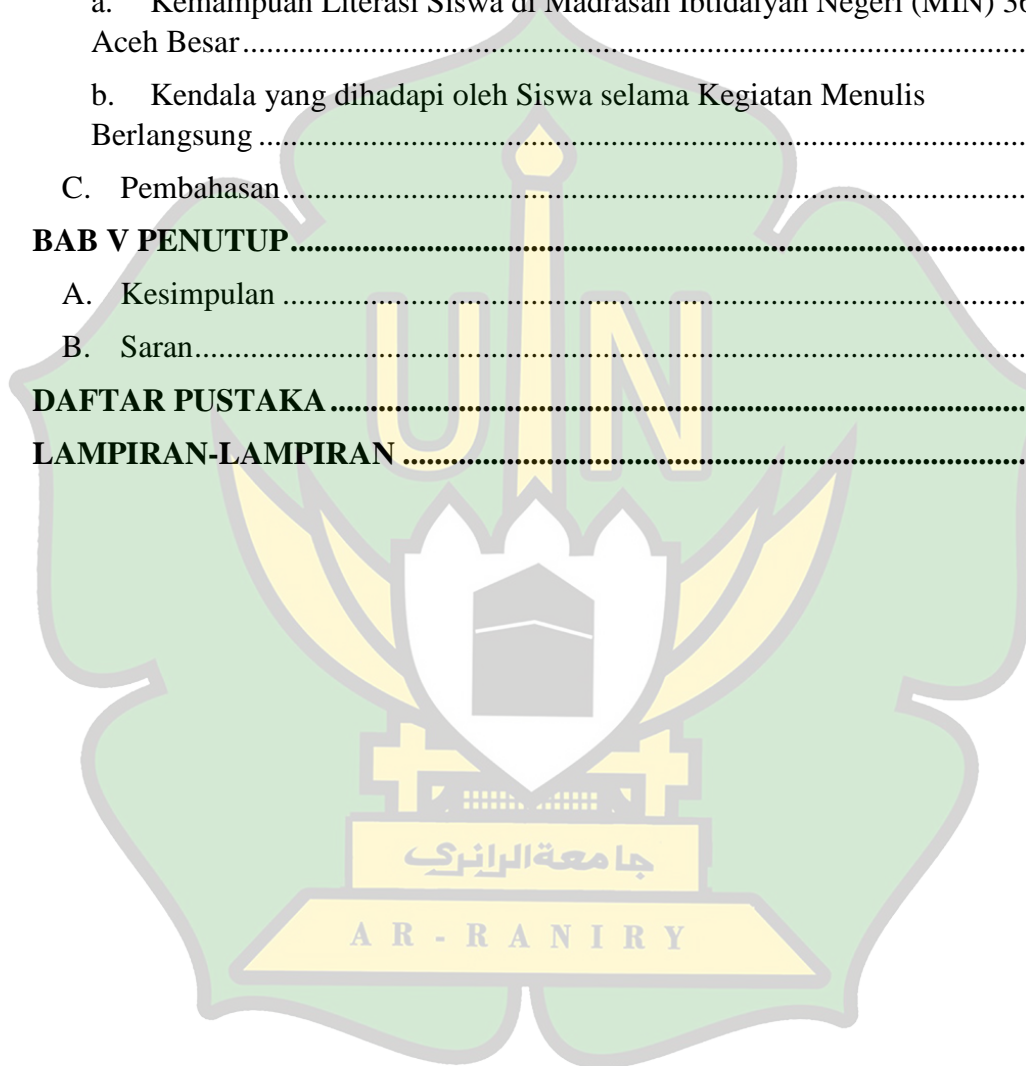 a. Kemampuan Literasi Siswa di Madrasah Ibtidaiyah Negeri (MIN) 36
Aceh Besar....................................................................................................
b. Kendala yang dihadapi oleh Siswa selama Kegiatan Menulis
Berlangsung ..................................................................................................
C. Pembahasan..............................................................................................
BAB V PENUTUP.........................................................................................
A. Kesimpulan ..............................................................................................
B. Saran.........................................................................................................
DAFTAR PUSTAKA ....................................................................................
LAMPIRAN-LAMPIRAN ............................................................................
UIN
جامعة الرانري
AR - RANIRY